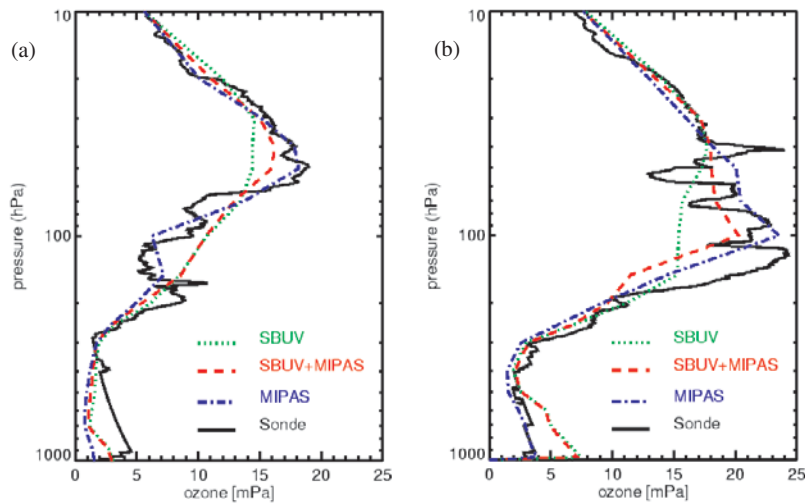 (a)
10
100
1000
pressure (hPa)
0 5 10 15 20 25
ozone [mPa]
SBUV
SBUV+MIPAS
MIPAS
Sonde
(b)
10
100
1000
pressure (hPa)
0 5 10 15 20 25
ozone [mPa]
SBUV
SBUV+MIPAS
MIPAS
Sonde